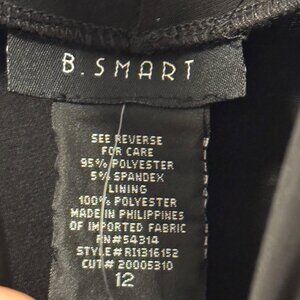 B. SMART
SEE REVERSE
FOR CARE
95% POLYESTER
5% SPANDEX
LINING
100% POLYESTER
MADE IN PHILIPPINES
OF IMPORTED FABRIC
RN#54314
STYLE# RI1316152
CUT# 20005310
12